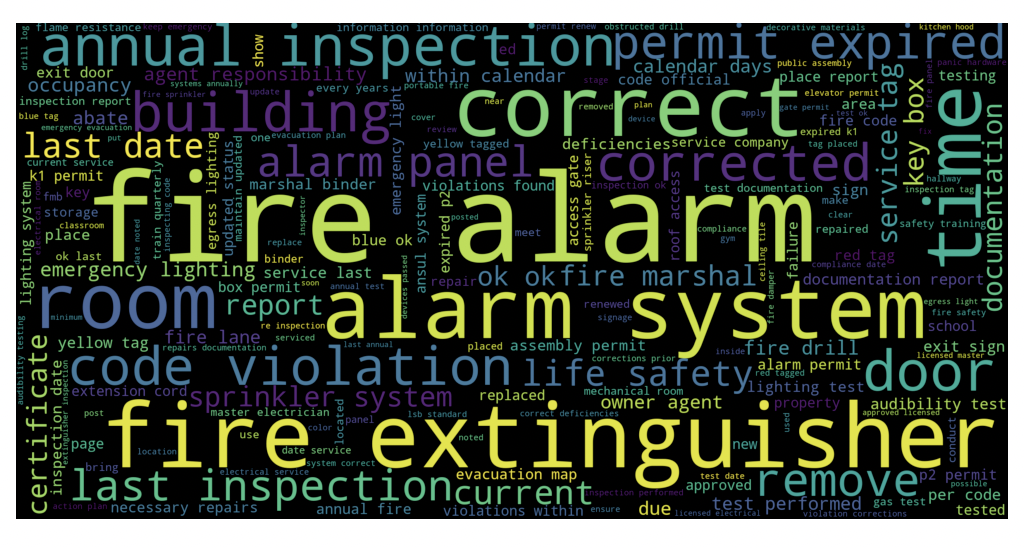 flame resistance keep emergency information information permit renew obstructed drill decorative materials kitchen hood
drill log annual inspection show red permit expired panic hardware
exit door agent responsibility systems annually within calendar calendar days public assembly place report testing
occupancy fire sprinkler update every years portable fire stage code official elevator permit area service tag key box fire panel
inspection report building near removed plan gate permit fire code
blue tag abate cover correct device apply test ok expired k1 time
emergency evacuation put one evacuation plan review yellow tagged deficiencies service company tag placed fix documentation
last date egress lighting updated status maintain updated emergency light alarm panel corrected hallway
current service train quarterly inspecting code violations found inspection ok inspection tag
k1 permit marshal binder test documentation sign
fmb key fire alarm expired p2 access gate sprinkler riser roof access make safety training
lighting system storage posted compliance clear
classroom place date noted inspector meet gym repaired
electrical room ok last replace blue ok ansul system ceiling tile failure red tag compliance date
emergency lighting binder service last soon repair ok ok fire marshal documentation report
room box permit annual test devices passed alarm system renewed fire damper egress light
minimum report re inspection signage fire safety
fire lane serviced school
yellow tag repairs documentation last annual placed assembly permit corrections prior inside fire drill exit sign
audibility testing certificate code violation life safety red tagged alarm permit licensed master
extension cord sprinkler system replaced mechanical room lighting test door
inspection date extinguisher inspection master electrician lsb standard correct deficiencies owner agent property audibility test
post use color located panel used approved licensed
page fire extinguisher noted new conduct
location date service
bring electrical service system correct evacuation map test date approved p2 permit
action plan last inspection current inspection performed remove gas test possible
necessary repairs annual fire violations within ensure due test performed per code
licensed electrical violation corrections tested